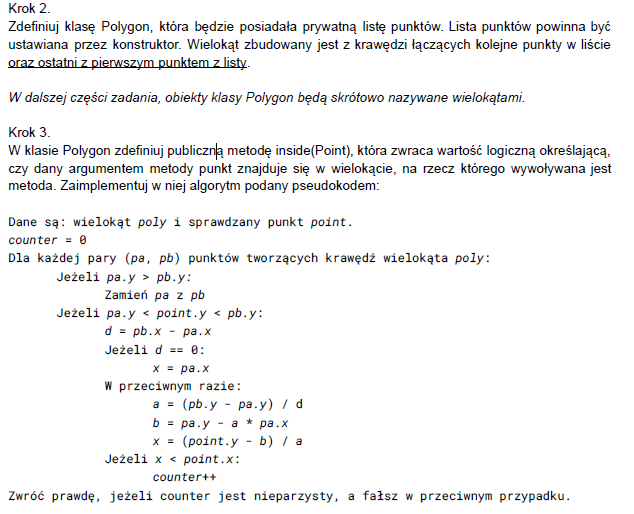 Krok 2.
Zdefiniuj klasę Polygon, która będzie posiadała prywatną listę punktów. Lista punktów powinna być
ustawiana przez konstruktor. Wielokąt zbudowany jest z krawędzi łączących kolejne punkty w liście
oraz ostatni z pierwszym punktem z listy.
W dalszej części zadania, obiekty klasy Polygon będą skrótowo nazywane wielokątami.
Krok 3.
W klasie Polygon zdefiniuj publiczną metodę inside(Point), która zwraca wartość logiczną określającą,
czy dany argumentem metody punkt znajduje się w wielokącie, na rzecz którego wywoływana jest
metoda. Zaimplementuj w niej algorytm podany pseudokodem:
Dane są: wielokąt poly i sprawdzany punkt point.
counter = 0
Dla każdej pary (pa, pb) punktów tworzących krawędź wielokąta poly:
Jeżeli pa.y > pb.y:
Zamień pa z pb
Jeżeli pa.y < point.y < pb.y:
d = pb.x - pa.x
Jeżeli d == 0:
x = pa.x
W przeciwnym razie:
a = (pb.y - pa.y) / d
b = pa.y - a * pa.x
x = (point.y - b) / a
Jeżeli x < point.x:
counter++
Zwróć prawdę, jeżeli counter jest nieparzysty, a fałsz w przeciwnym przypadku.